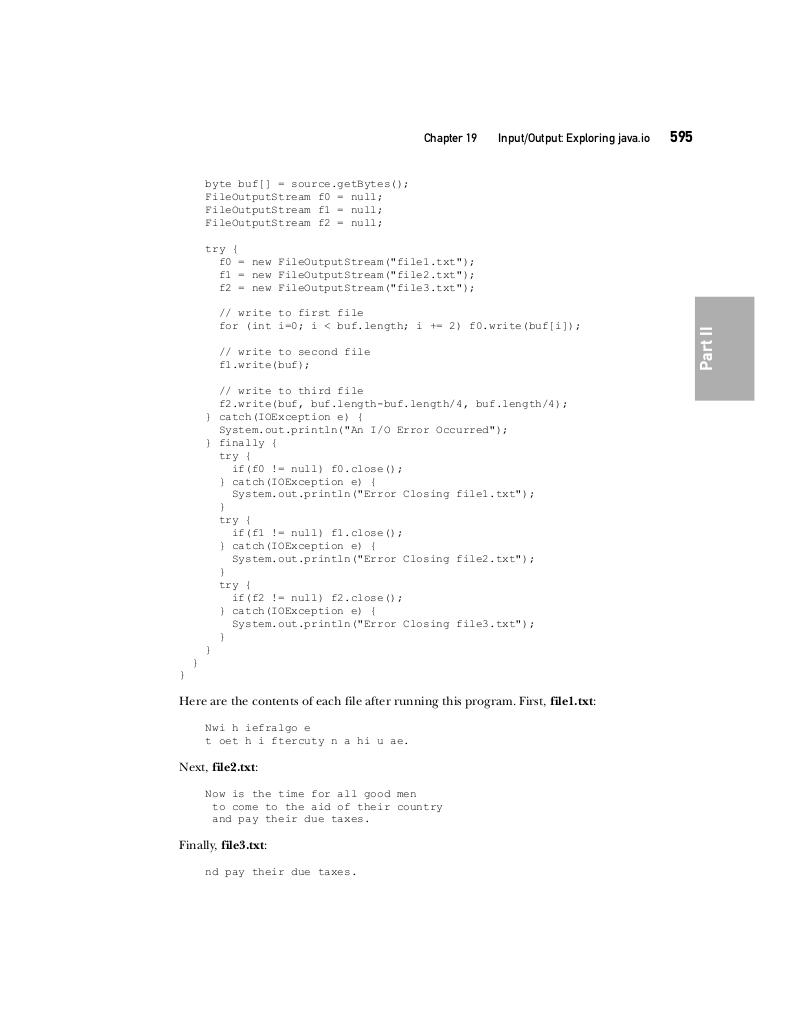 Chapter 19 Input/Output: Exploring java.io 595
byte buf[] = source.getBytes();
FileOutputStream f0 = null;
FileOutputStream f1 = null;
FileOutputStream f2 = null;
try {
f0 = new FileOutputStream("file1.txt");
f1 = new FileOutputStream("file2.txt");
f2 = new FileOutputStream("file3.txt");
// write to first file
for (int i=0; i < buf.length; i += 2) f0.write(buf[i]);
Part II
// write to second file
f1.write(buf);
// write to third file
f2.write(buf, buf.length-buf.length/4, buf.length/4);
} catch(IOException e) {
System.out.println("An I/O Error Occurred");
} finally {
try {
if(f0 != null) f0.close();
} catch(IOException e) {
System.out.println("Error Closing file1.txt");
}
try {
if(f1 != null) f1.close();
} catch(IOException e) {
System.out.println("Error Closing file2.txt");
}
try {
if(f2 != null) f2.close();
} catch(IOException e) {
System.out.println("Error Closing file3.txt");
}
}
}
}
Here are the contents of each file after running this program. First, file1.txt:
Nwi h iefralgo e
t oet h i ftercuty n a hi u ae.
Next, file2.txt:
Now is the time for all good men
to come to the aid of their country
and pay their due taxes.
Finally, file3.txt:
nd pay their due taxes.